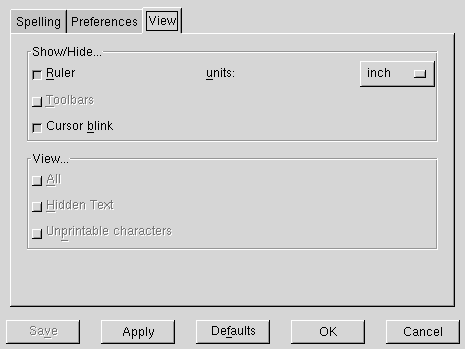 Spelling Preferences View
Show/Hide...
Ruler units: inch
Toolbars
Cursor blink
View...
All
Hidden Text
Unprintable characters
Save Apply Defaults OK Cancel